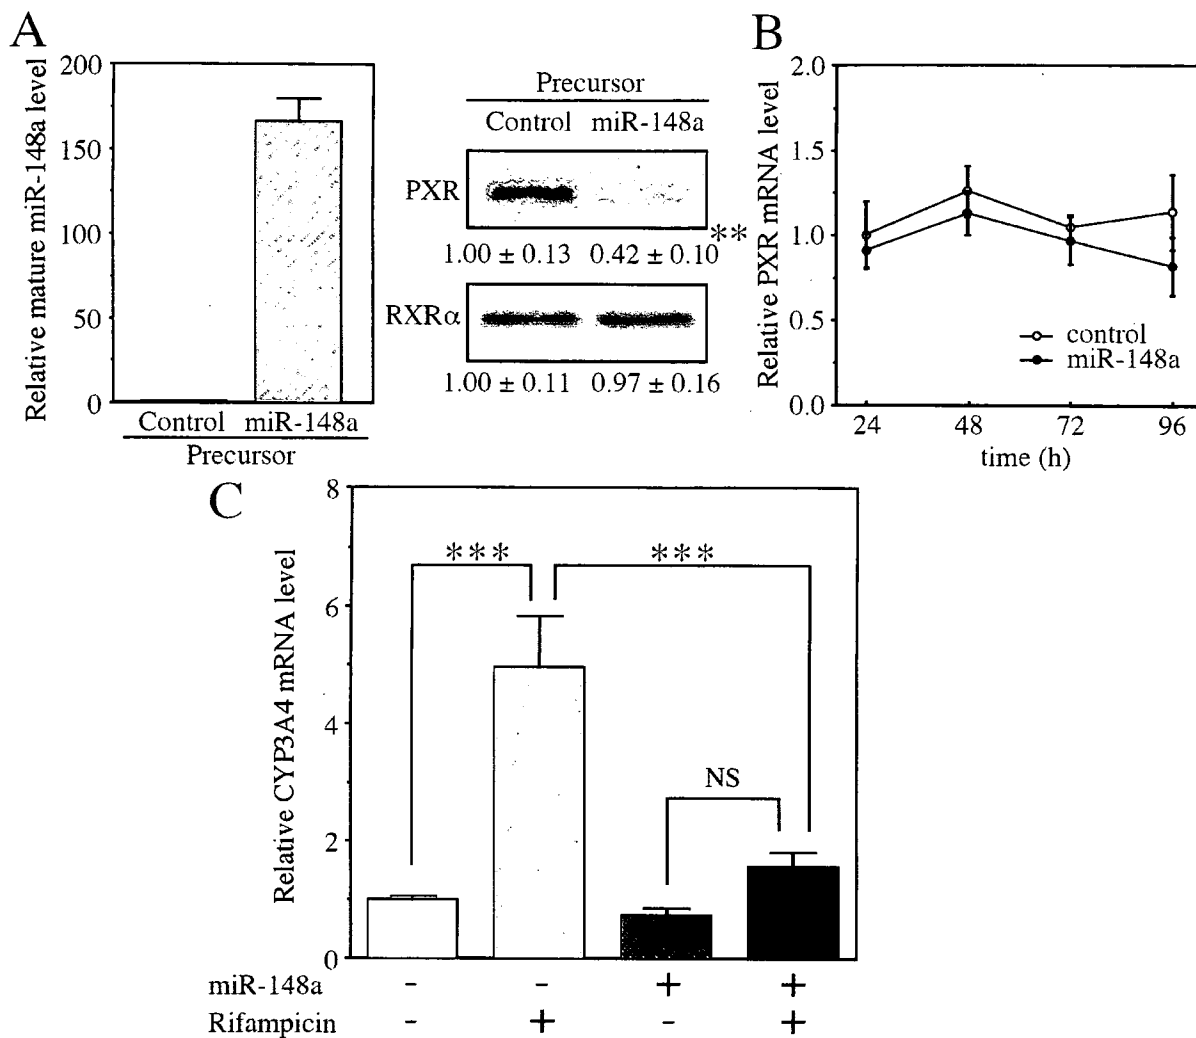 A
Relative mature miR-148a level
200
150
100
50
0
Control miR-148a
Precursor
Precursor
Control miR-148a
PXR
**
1.00 ± 0.13 0.42 ± 0.10
RXRα
1.00 ± 0.11 0.97 ± 0.16
B
Relative PXR mRNA level
2.0
1.5
1.0
0.5
0.0
control
miR-148a
24 48 72 96
time (h)
C
Relative CYP3A4 mRNA level
8
6
4
2
0
*** ***
NS
miR-148a - - + +
Rifampicin - + - +